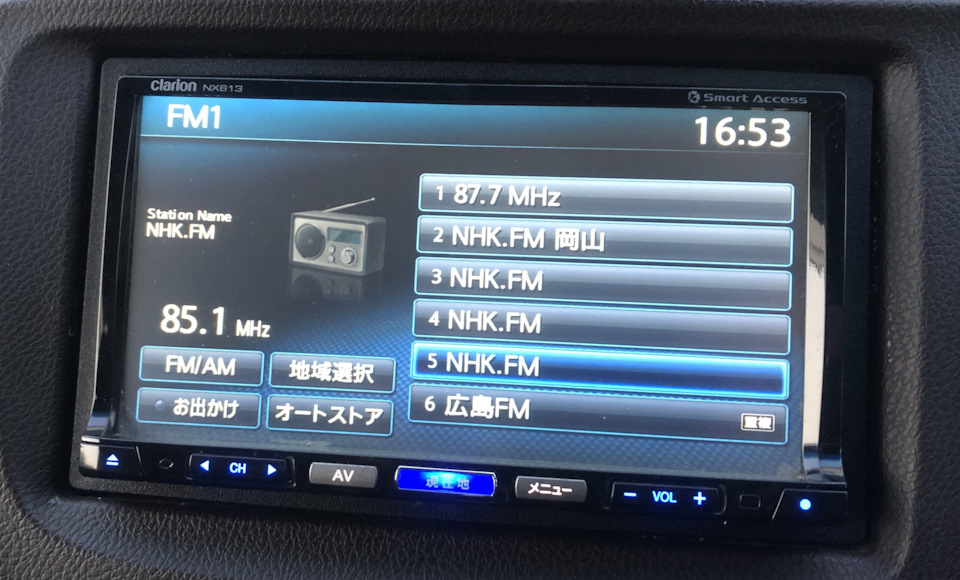 clarion NX613
Smart Access
FM1
16:53
Station Name
NHK.FM
85.1 MHz
1 87.7 MHz
2 NHK.FM 岡山
3 NHK.FM
4 NHK.FM
5 NHK.FM
6 広島FM 重複
FM/AM
地域選択
お出かけ
オートストア
CH
AV
現在地
メニュー
− VOL +